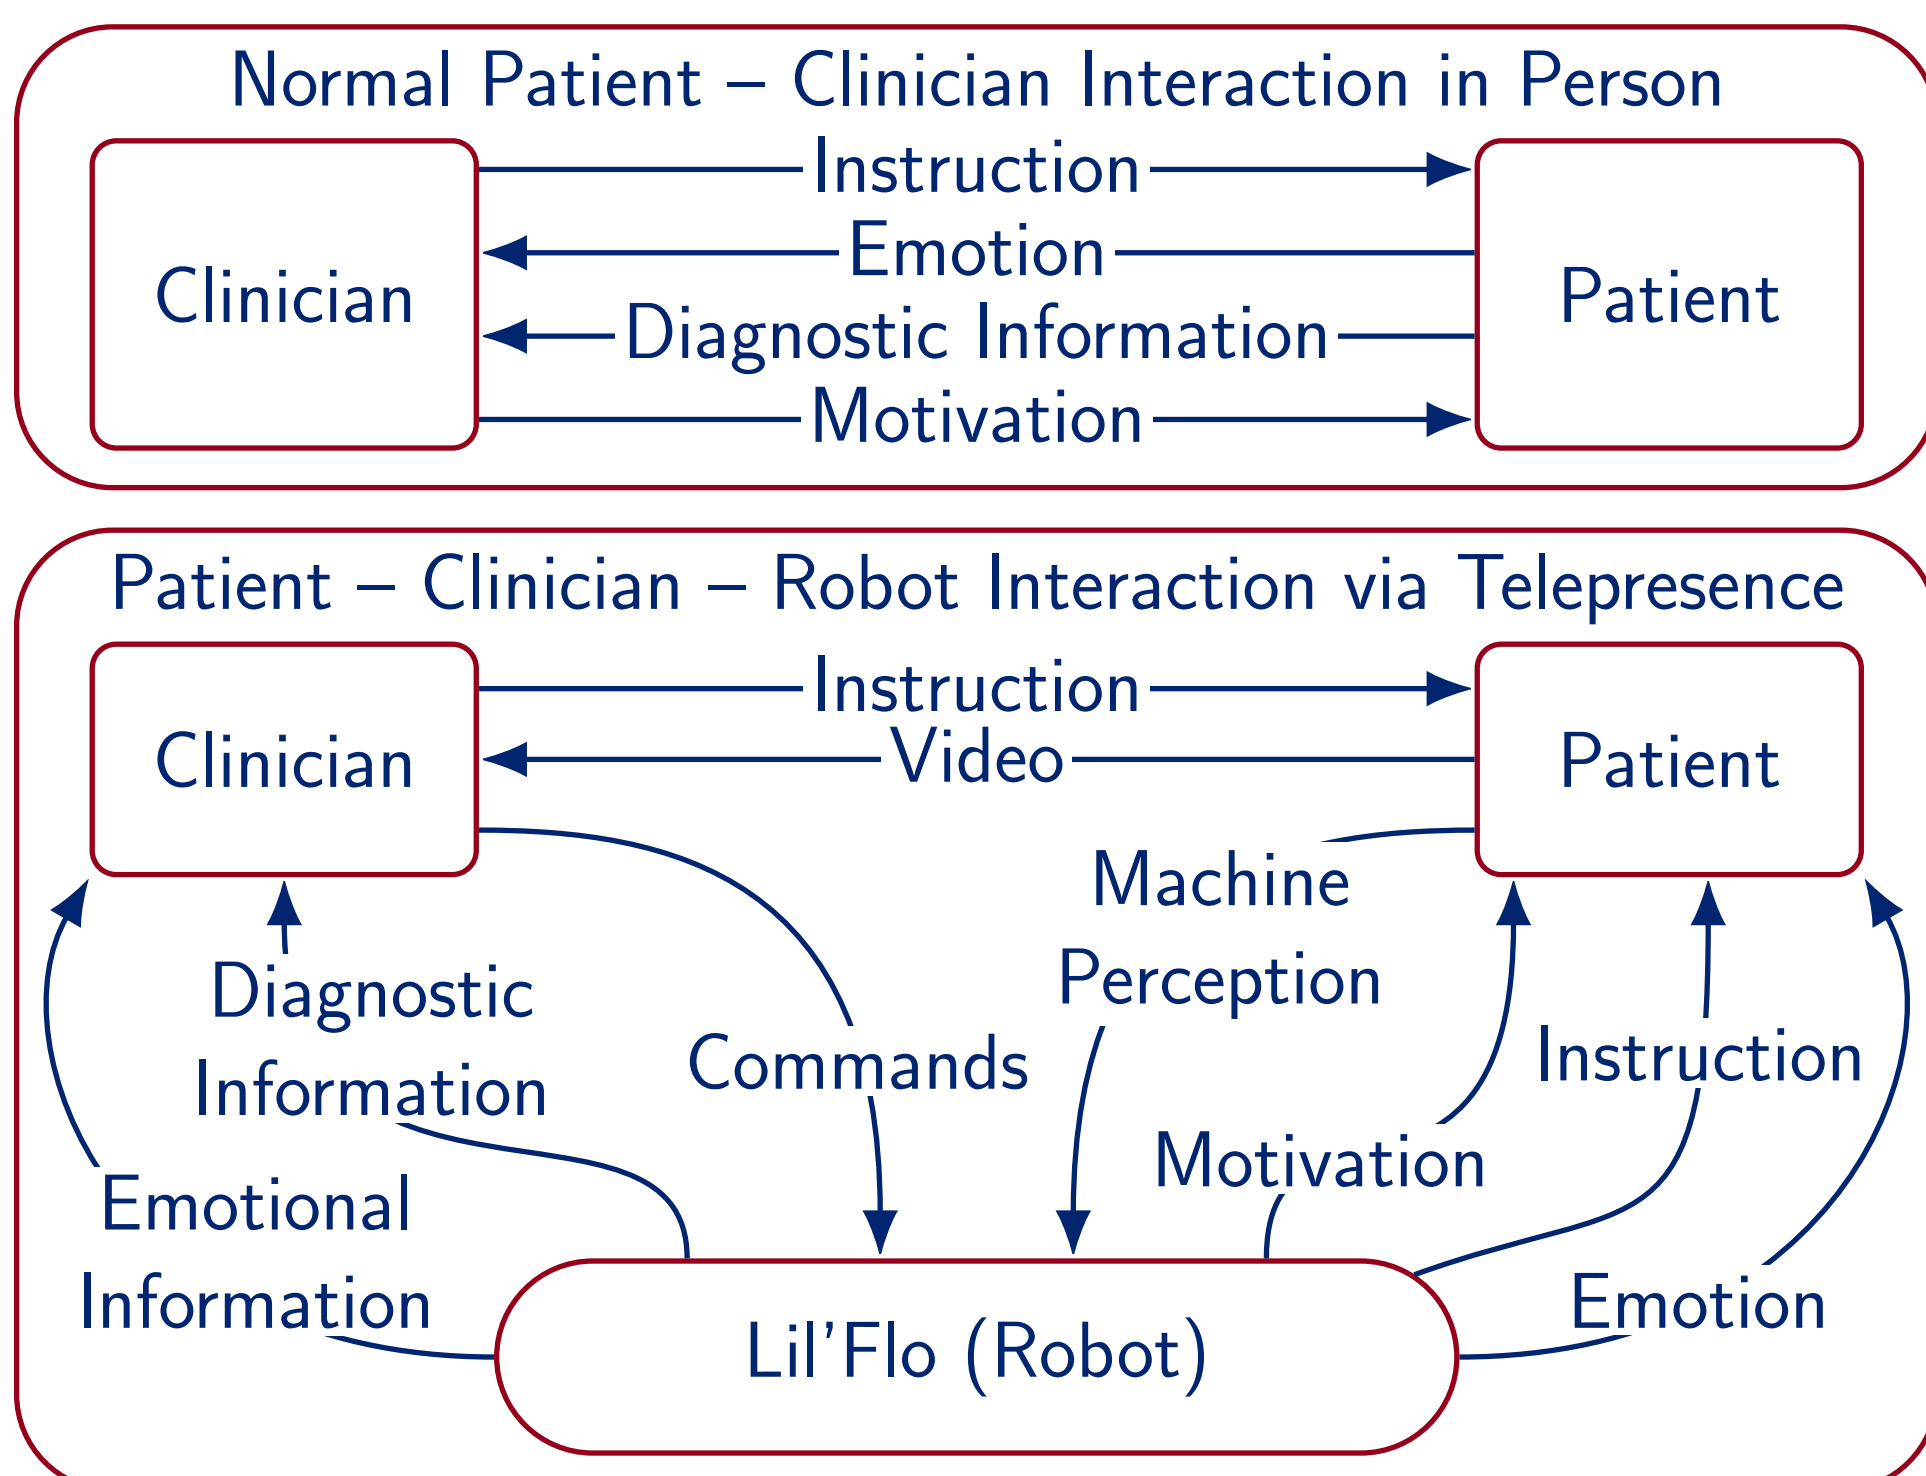 Normal Patient – Clinician Interaction in Person
Instruction
Emotion
Clinician
Patient
Diagnostic Information
Motivation
Patient – Clinician – Robot Interaction via Telepresence
Instruction
Clinician
Video
Patient
Machine
Perception
Diagnostic
Information
Commands
Instruction
Motivation
Emotional
Information
Emotion
Lil'Flo (Robot)